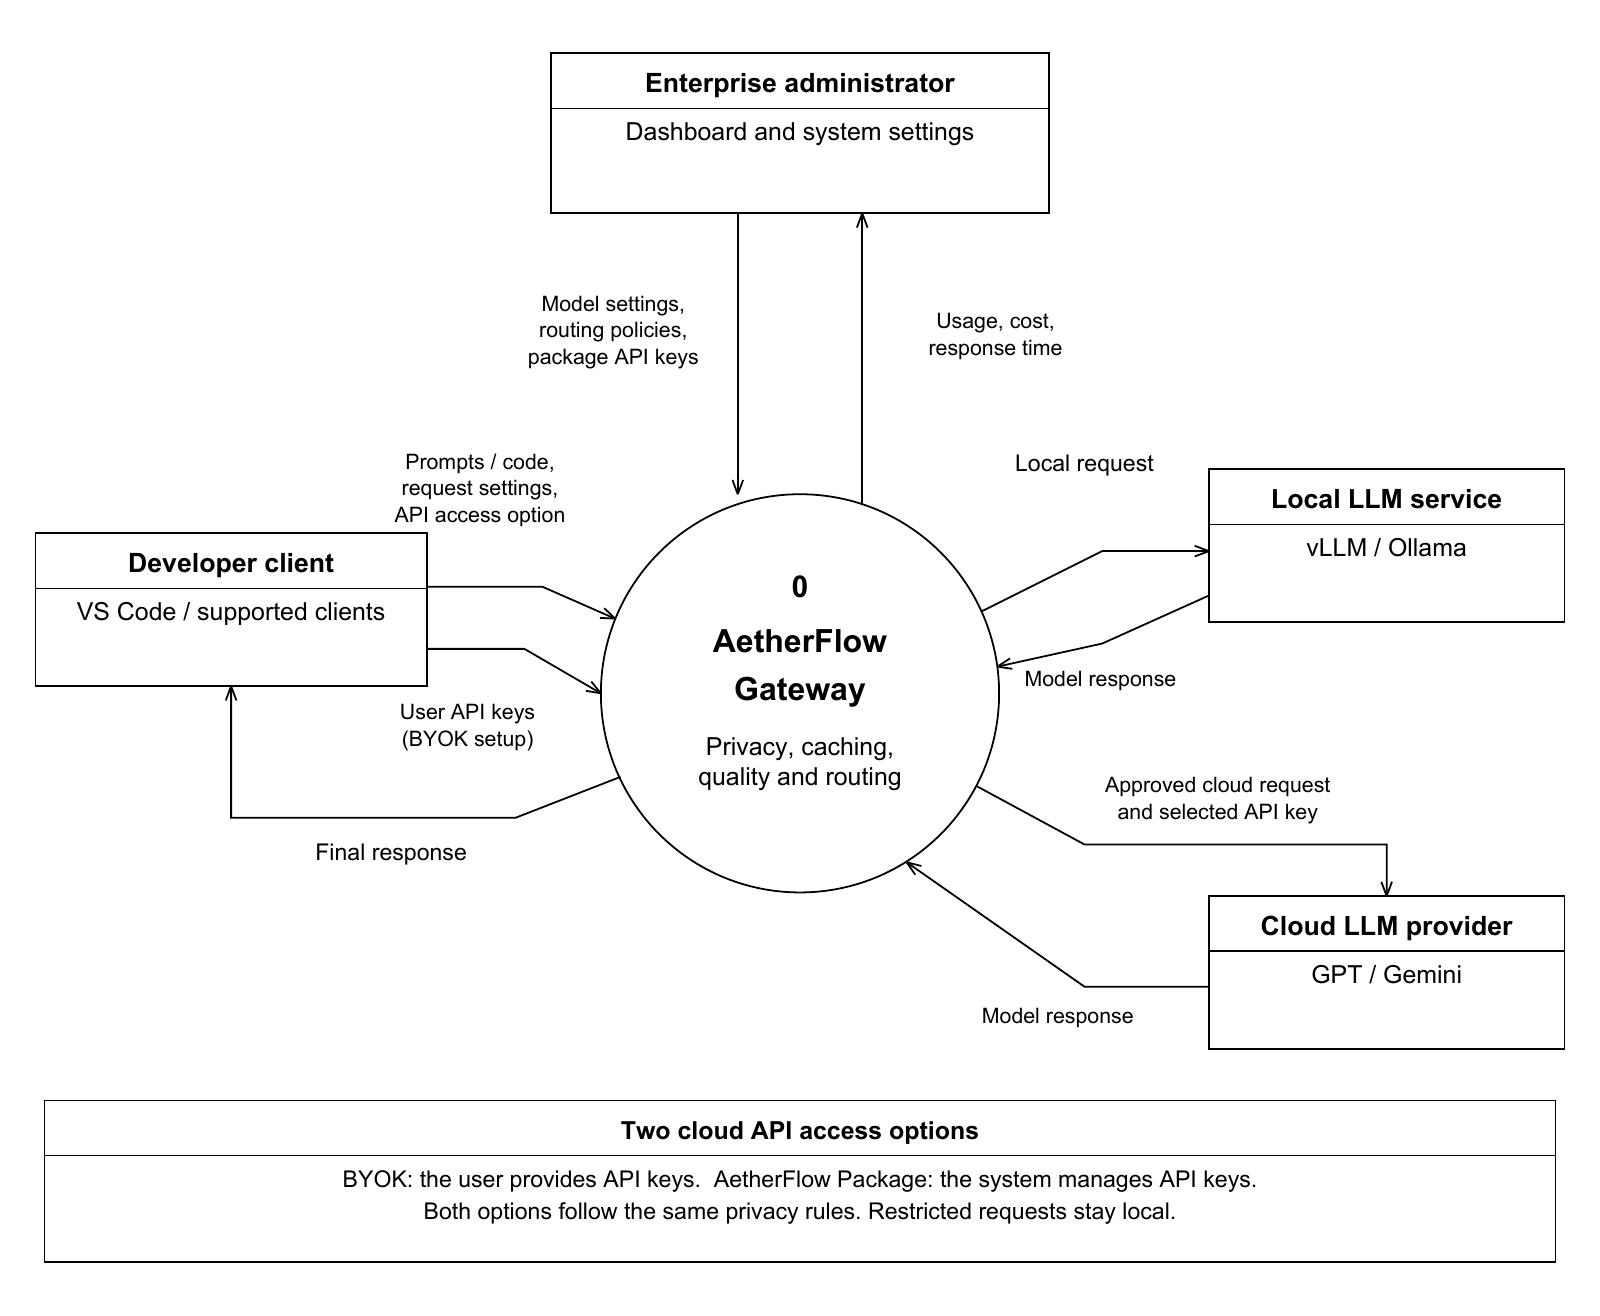 Enterprise administrator
Dashboard and system settings
Model settings,
routing policies,
package API keys
Usage, cost,
response time
Prompts / code,
request settings,
API access option
Local request
Developer client
VS Code / supported clients
Local LLM service
vLLM / Ollama
0
AetherFlow
Gateway
Privacy, caching,
quality and routing
User API keys
(BYOK setup)
Model response
Final response
Approved cloud request
and selected API key
Cloud LLM provider
GPT / Gemini
Model response
Two cloud API access options
BYOK: the user provides API keys.  AetherFlow Package: the system manages API keys.
Both options follow the same privacy rules. Restricted requests stay local.